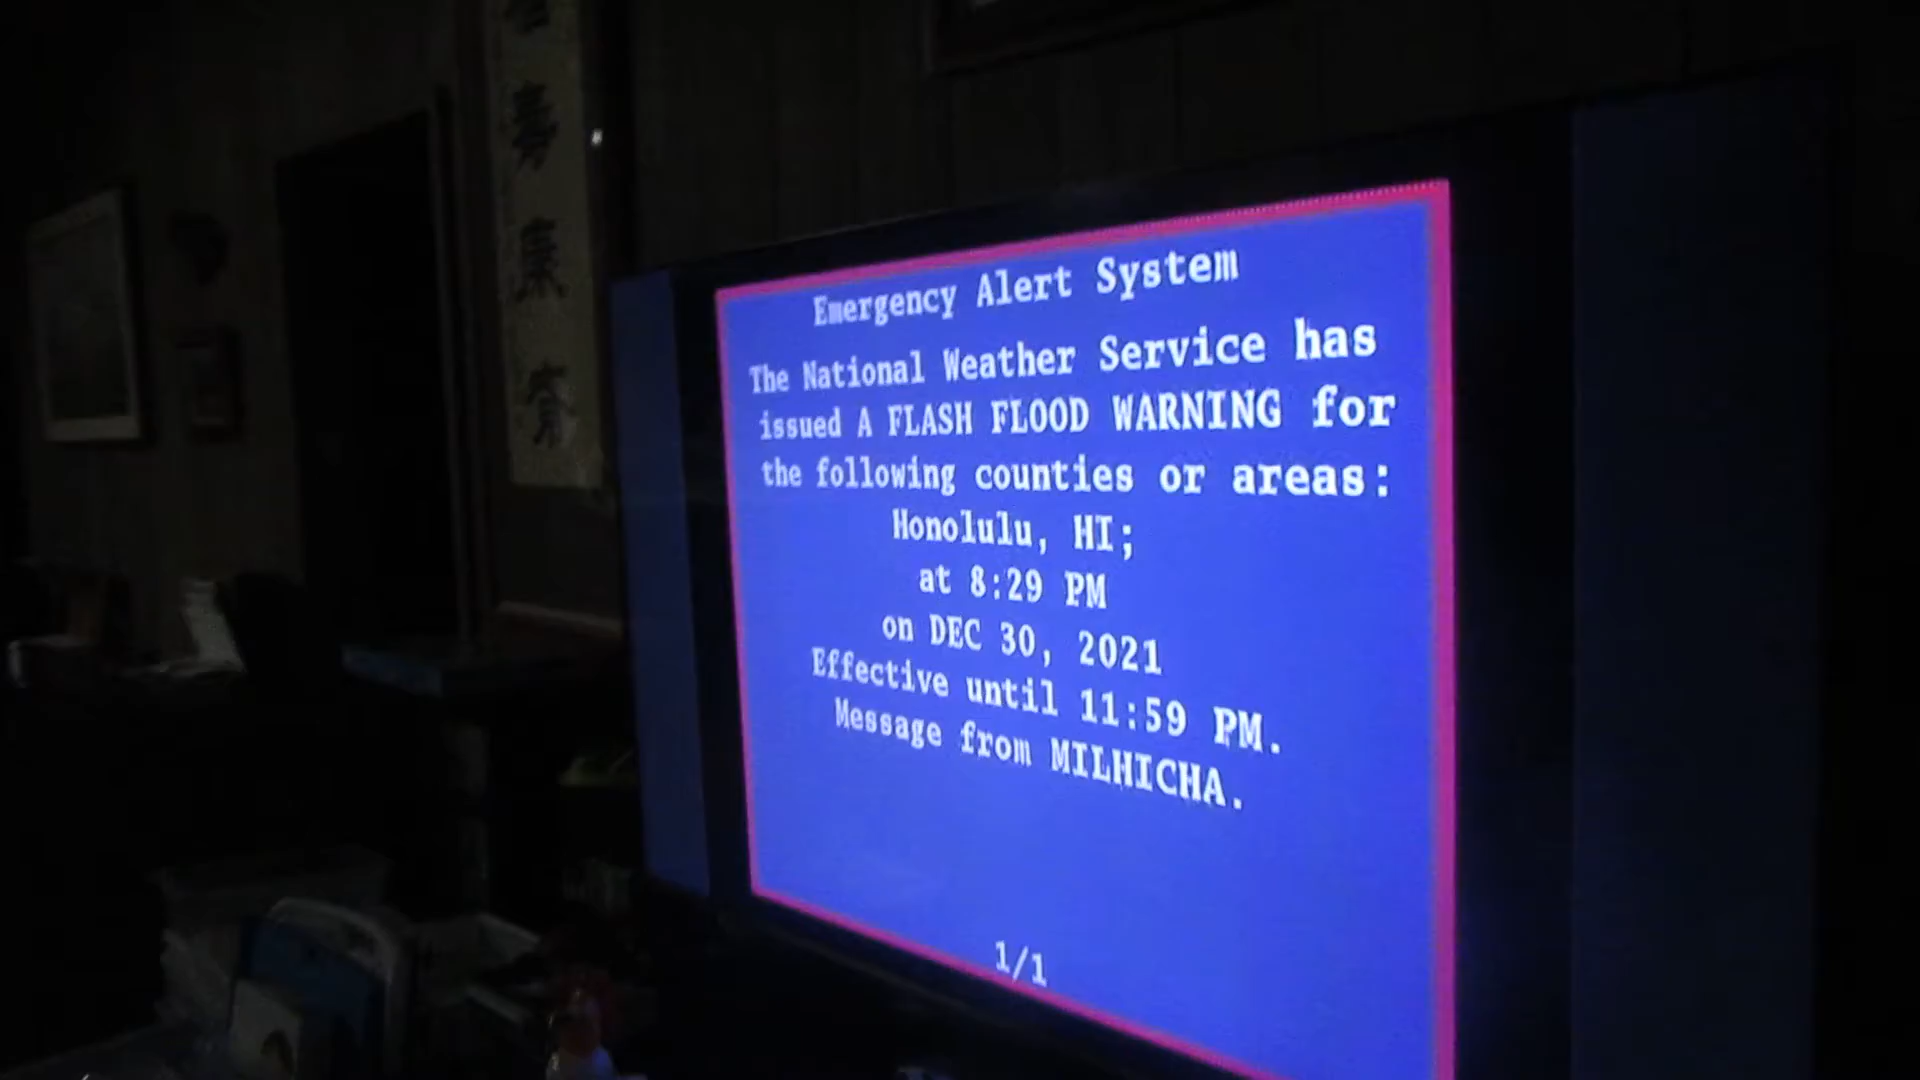 Emergency Alert System
The National Weather Service has
issued A FLASH FLOOD WARNING for
the following counties or areas:
Honolulu, HI;
at 8:29 PM
on DEC 30, 2021
Effective until 11:59 PM.
Message from MILHICHA.
1/1